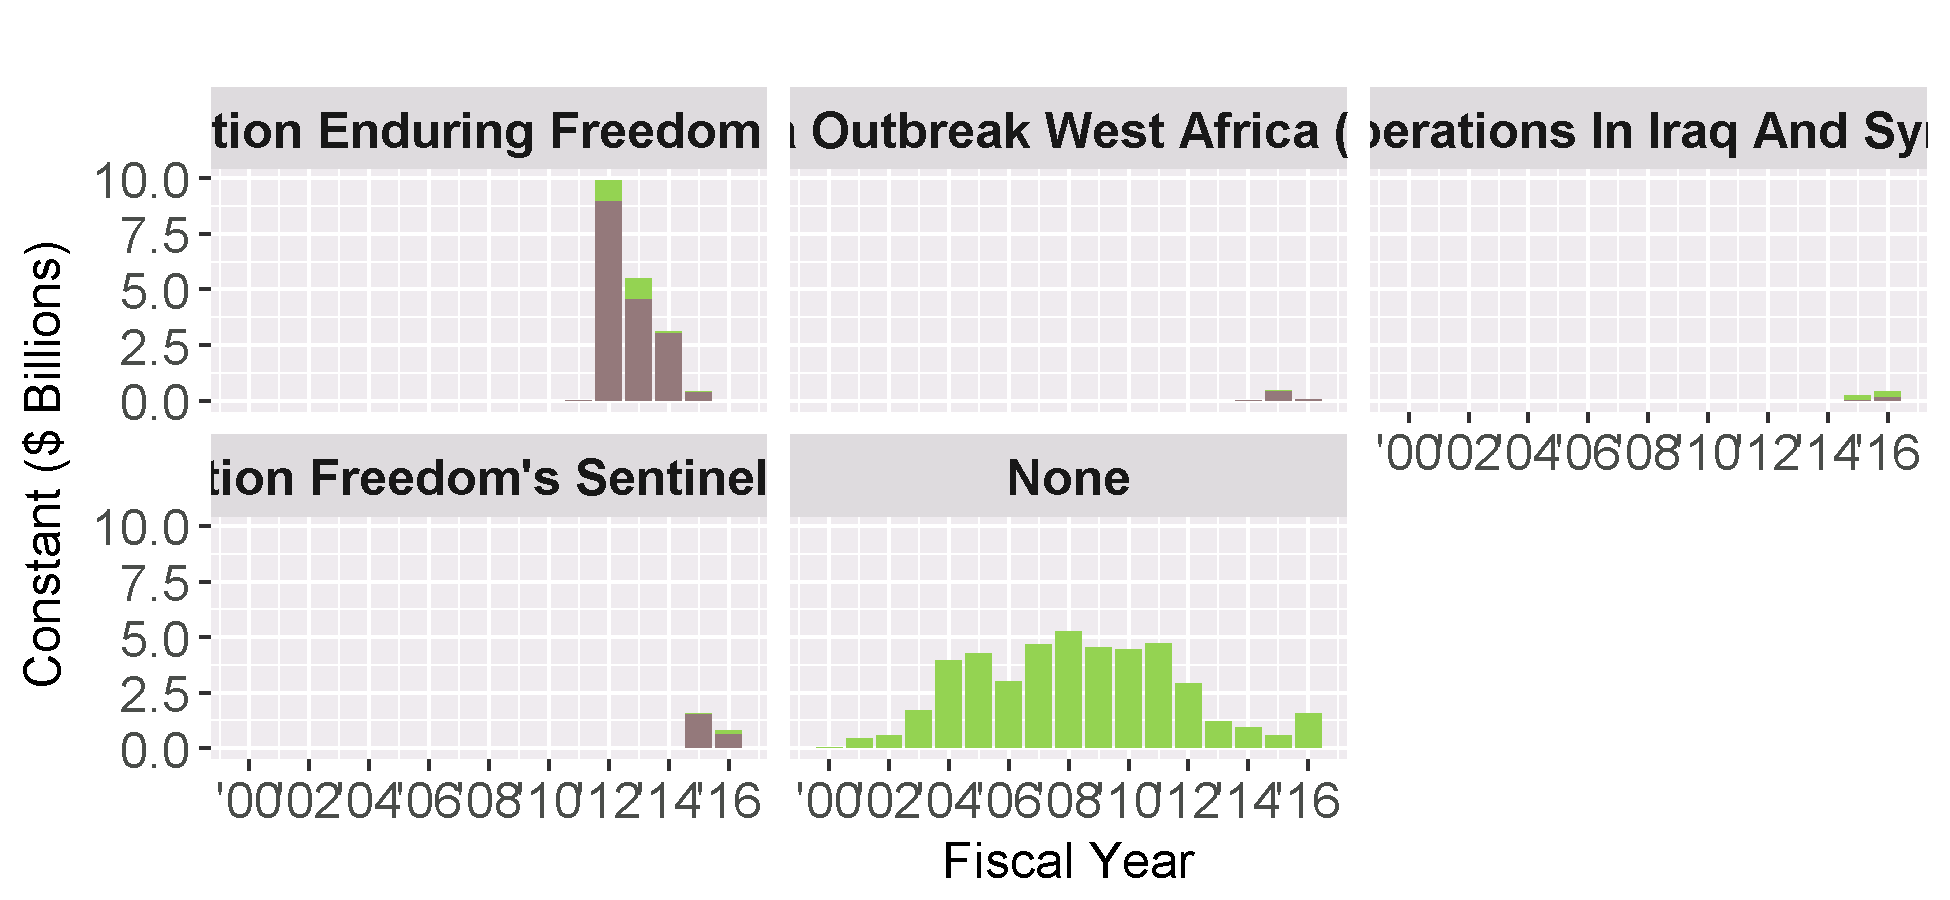 tion Enduring Freedom
Outbreak West Africa (
perations In Iraq And Syr
10.0
7.5
5.0
2.5
0.0
'00 '02 '04 '06 '08 '10 '12 '14 '16
tion Freedom's Sentinel
None
10.0
7.5
5.0
2.5
0.0
'00 '02 '04 '06 '08 '10 '12 '14 '16
'00 '02 '04 '06 '08 '10 '12 '14 '16
Fiscal Year
Constant ($ Billions)